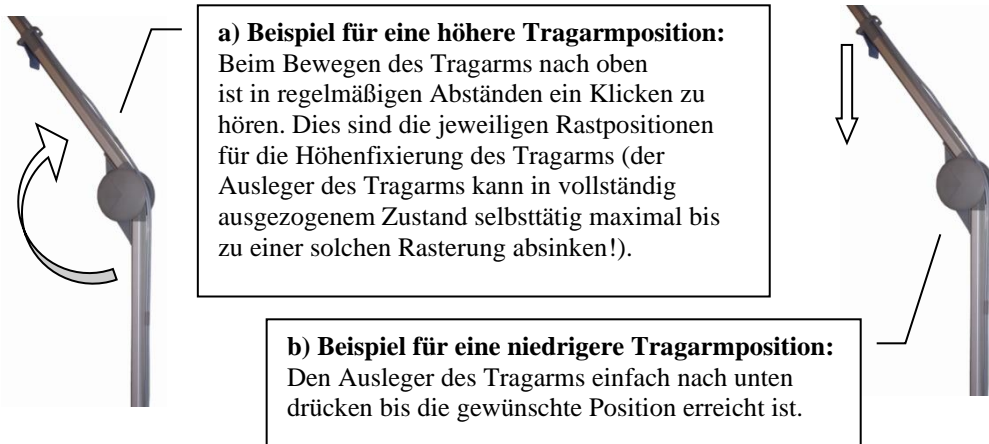 a) Beispiel für eine höhere Tragarmposition:
Beim Bewegen des Tragarms nach oben
ist in regelmäßigen Abständen ein Klicken zu
hören. Dies sind die jeweiligen Rastpositionen
für die Höhenfixierung des Tragarms (der
Ausleger des Tragarms kann in vollständig
ausgezogenem Zustand selbsttätig maximal bis
zu einer solchen Rasterung absinken!).
b) Beispiel für eine niedrigere Tragarmposition:
Den Ausleger des Tragarms einfach nach unten
drücken bis die gewünschte Position erreicht ist.